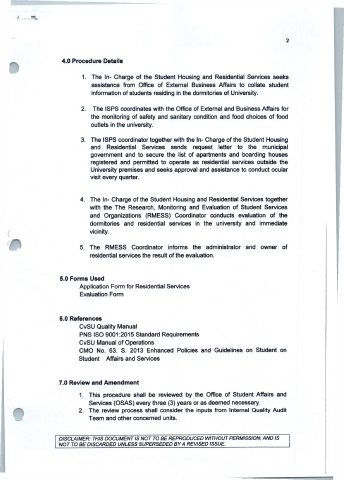 2
4.0 Procedure Details
1. The In- Charge of the Student Housing and Residential Services seeks
assistance from Office of External Business Affairs to collate student
information of students residing in the dormitories of University.
2. The ISPS coordinates with the Office of External and Business Affairs for
the monitoring of safety and sanitary condition and food choices of food
outlets in the university.
3. The ISPS coordinator together with the In- Charge of the Student Housing
and Residential Services sends request letter to the municipal
government and to secure the list of apartments and boarding houses
registered and permitted to operate as residential services outside the
University premises and seeks approval and assistance to conduct ocular
visit every quarter.
4. The In- Charge of the Student Housing and Residential Services together
with the The Research, Monitoring and Evaluation of Student Services
and Organizations (RMESS) Coordinator conducts evaluation of the
dormitories and residential services in the university and immediate
vicinity.
5. The RMESS Coordinator informs the administrator and owner of
residential services the result of the evaluation.
5.0 Forms Used
Application Form for Residential Services
Evaluation Form
6.0 References
CvSU Quality Manual
PNS ISO 9001:2015 Standard Requirements
CvSU Manual of Operations
CMO No. 63. S. 2013 Enhanced Policies and Guidelines on Student on
Student Affairs and Services
7.0 Review and Amendment
1. This procedure shall be reviewed by the Office of Student Affairs and
Services (OSAS) every three (3) years or as deemed necessary.
2. The review process shall consider the inputs from Internal Quality Audit
Team and other concerned units.
DISCLAIMER: THIS DOCUMENT IS NOT TO BE REPRODUCED WITHOUT PERMISSION; AND IS
NOT TO BE DISCARDED UNLESS SUPERSEDED BY A REVISED ISSUE.